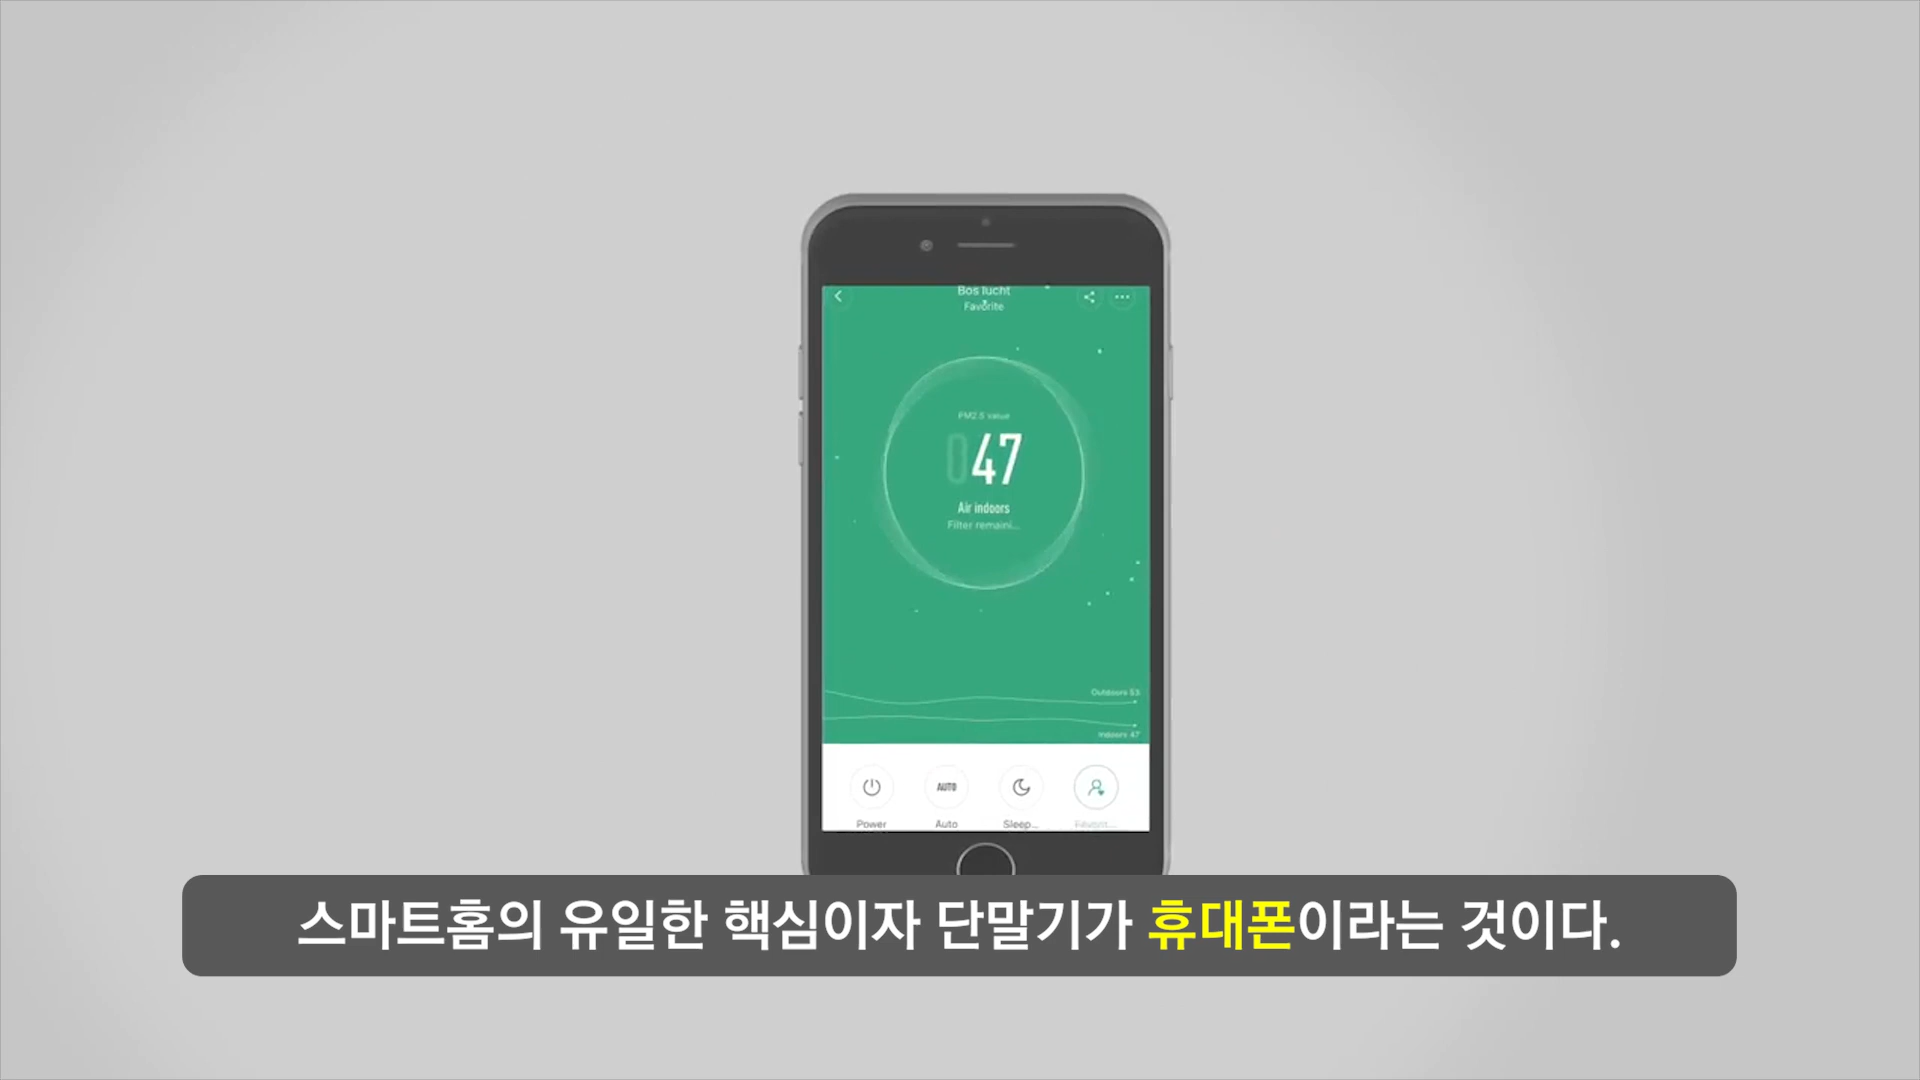 Bos lucht
Favorite
PM2.5 value
047
Air indoors
Filter remaini...
Outdoors 53
Indoors 47
AUTO
Power Auto Sleep... Favorit...
스마트홈의 유일한 핵심이자 단말기가 휴대폰이라는 것이다.